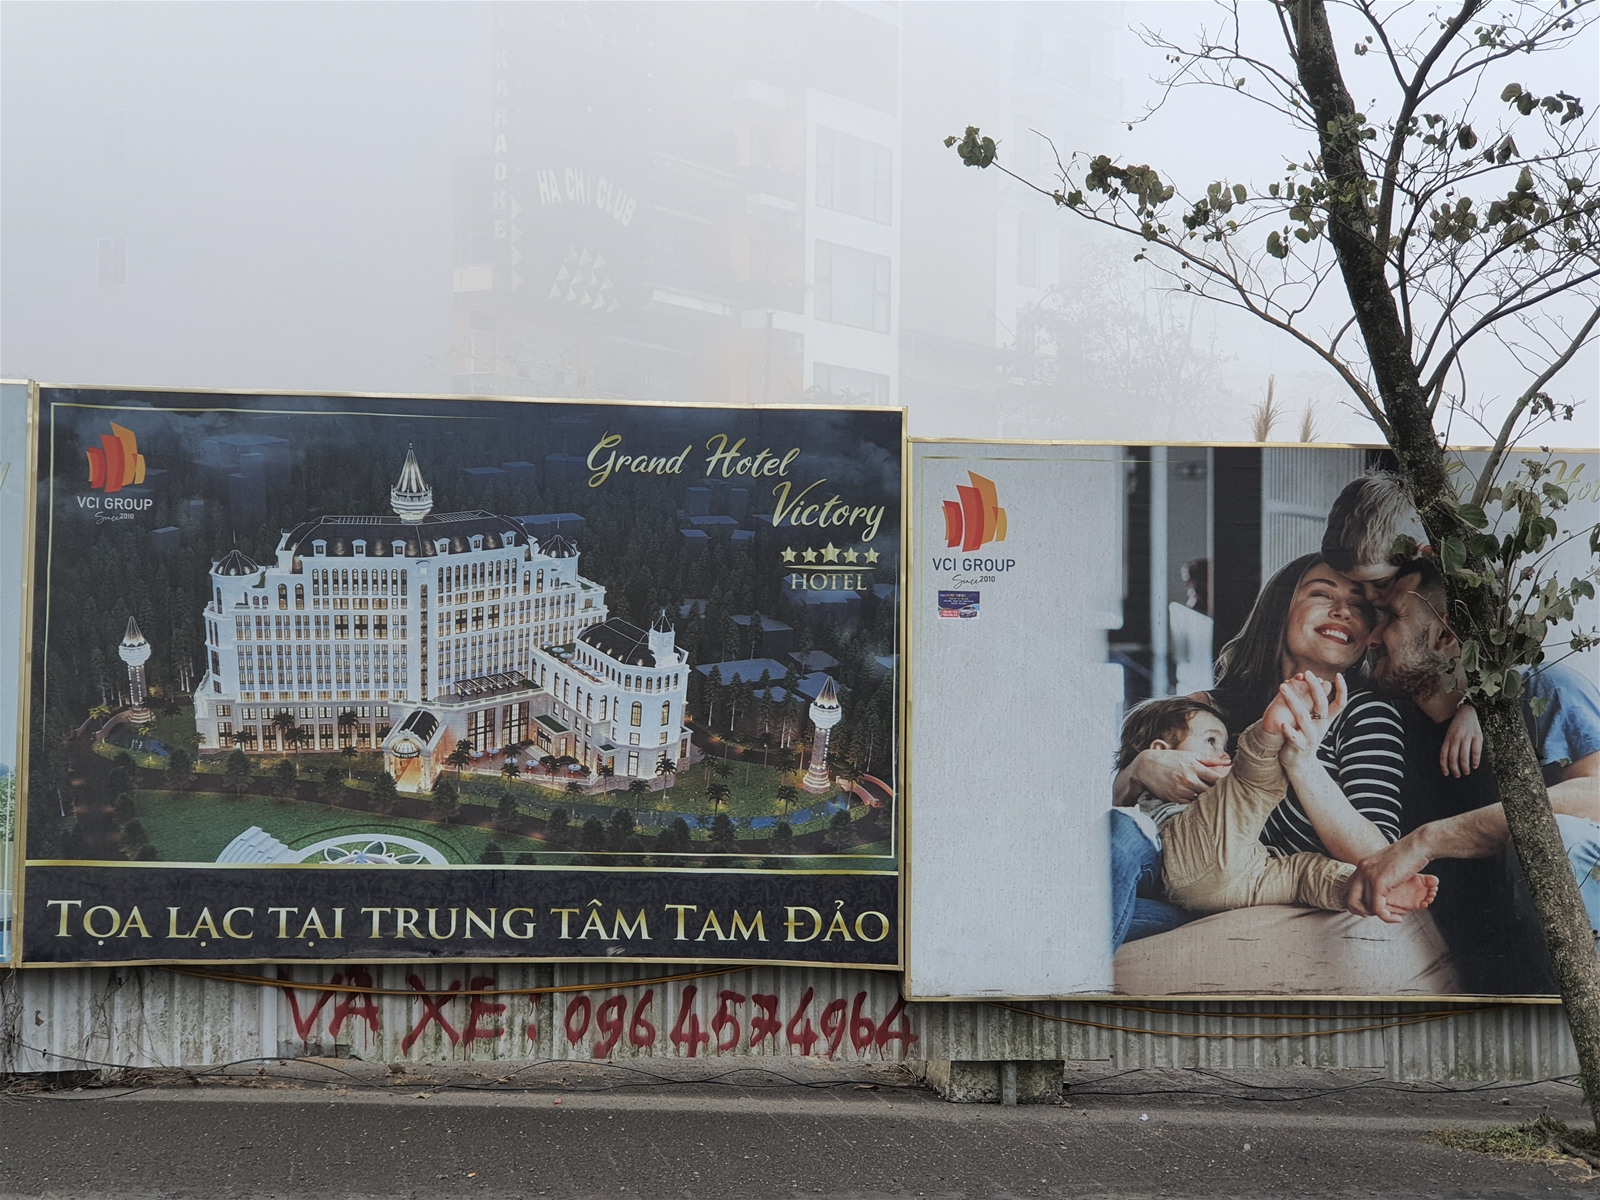 KARAOKE
HA CHI CLUB
VCI GROUP
Since 2010
Grand Hotel
Victory
HOTEL
TỌA LẠC TẠI TRUNG TÂM TAM ĐẢO
VCI GROUP
Since 2010
VÁ XE: 0964574964